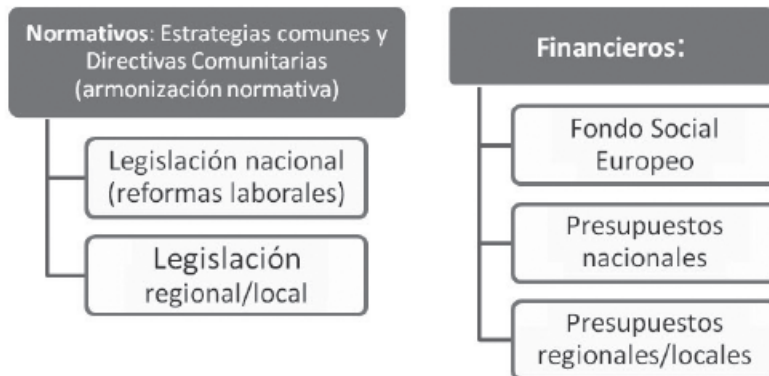 Normativos: Estrategias comunes y
Directivas Comunitarias
(armonización normativa)
Legislación nacional
(reformas laborales)
Legislación
regional/local
Financieros:
Fondo Social
Europeo
Presupuestos
nacionales
Presupuestos
regionales/locales